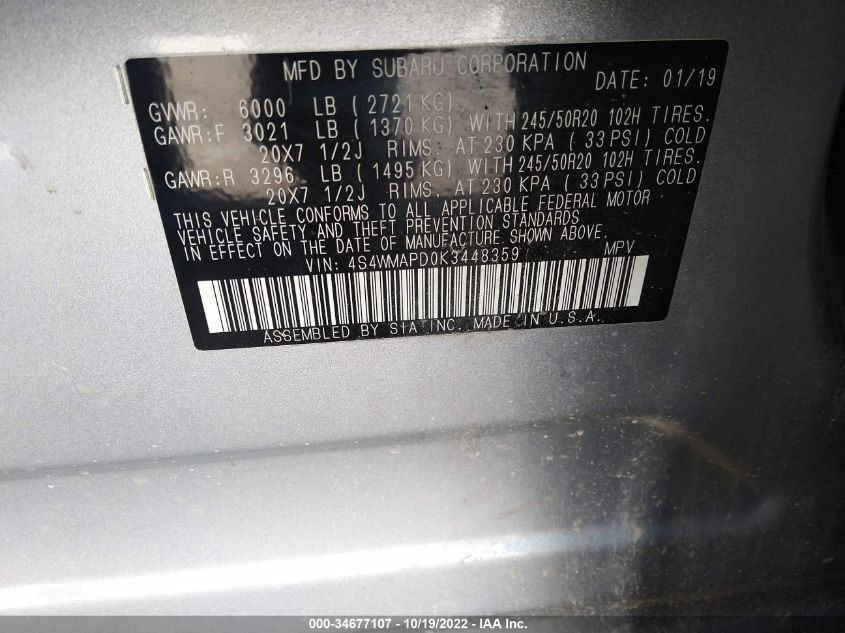 MFD BY SUBARU CORPORATION
DATE: 01/19
GVWR: 6000 LB (2721 KG)
GAWR:F 3021 LB (1370 KG) WITH 245/50R20 102H TIRES.
20X7 1/2J RIMS. AT 230 KPA (33 PSI) COLD
GAWR:R 3296 LB (1495 KG) WITH 245/50R20 102H TIRES.
20X7 1/2J RIMS. AT 230 KPA (33 PSI) COLD
THIS VEHICLE CONFORMS TO ALL APPLICABLE FEDERAL MOTOR
VEHICLE SAFETY AND THEFT PREVENTION STANDARDS
IN EFFECT ON THE DATE OF MANUFACTURE SHOWN ABOVE.
VIN: 4S4WMAPD0K3448359 MPV
ASSEMBLED BY SIA INC. MADE IN U.S.A.
000-34677107 - 10/19/2022 - IAA Inc.